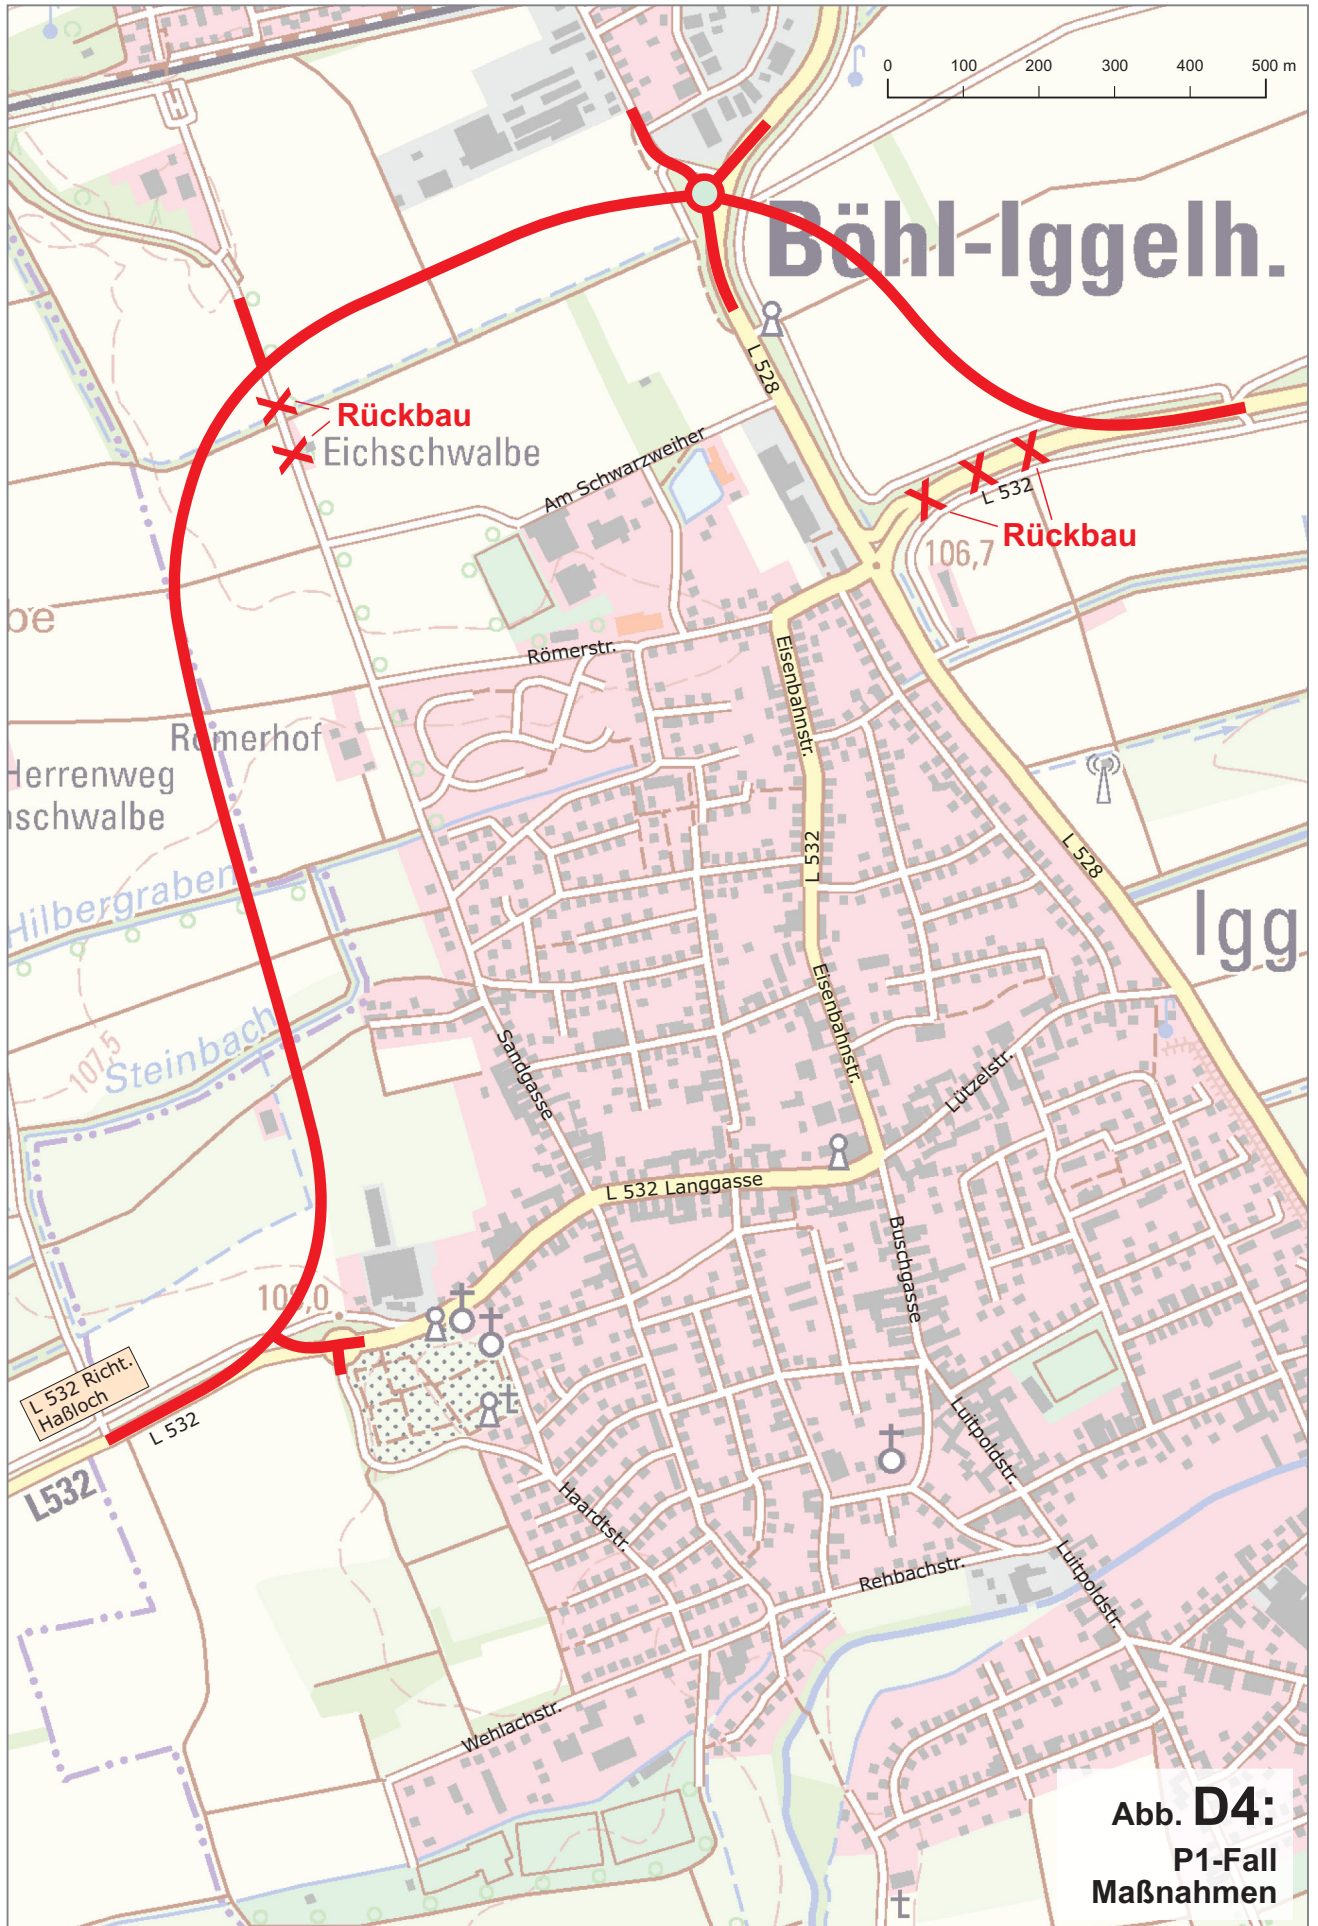 0 100 200 300 400 500 m
Böhl-Iggelh.
L 528
Rückbau
Eichschwalbe
Am Schwarzweiher
L 532
Rückbau
106,7
be
Römerstr.
Eisenbahnstr.
Römerhof
Herrenweg
schwalbe
L 532
L 528
Hilbergraben
Igg
Eisenbahnstr.
Steinbach
107,5
Sandgasse
Lützelstr.
L 532 Langgasse
Buschgasse
109,0
L 532 Richt.
Haßloch
L 532
L532
Luitpoldstr.
Haardtstr.
Rehbachstr.
Luitpoldstr.
Wehlachstr.
Abb. D4:
P1-Fall
Maßnahmen